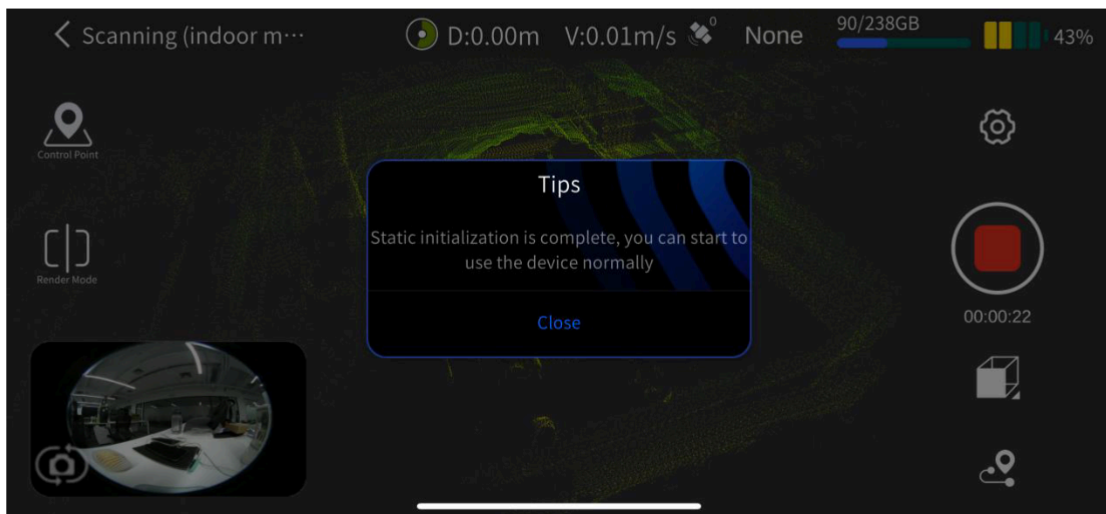 Scanning (indoor m···
D:0.00m
V:0.01m/s
0
None
90/238GB
43%
Control Point
Render Mode
Tips
Static initialization is complete, you can start to
use the device normally
Close
00:00:22